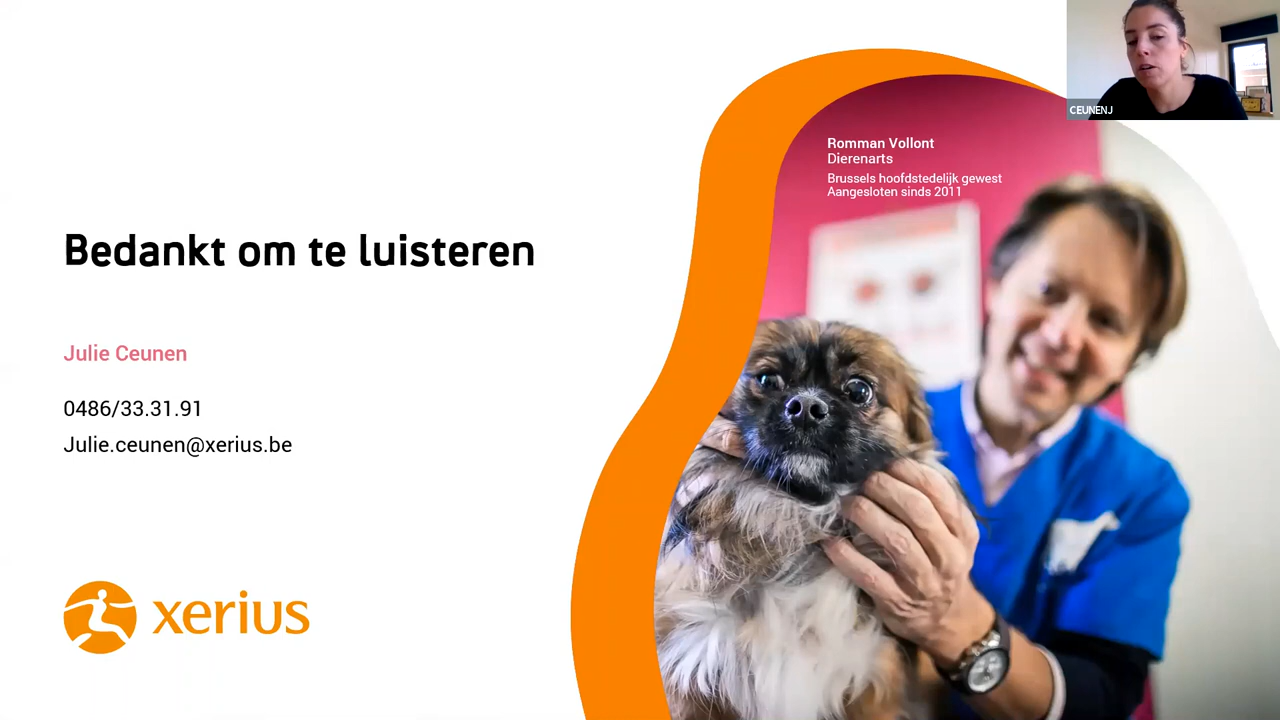 Bedankt om te luisteren
Julie Ceunen
0486/33.31.91
Julie.ceunen@xerius.be
xerius
Romman Vollont
Dierenarts
Brussels hoofdstedelijk gewest
Aangesloten sinds 2011
CEUNENJ